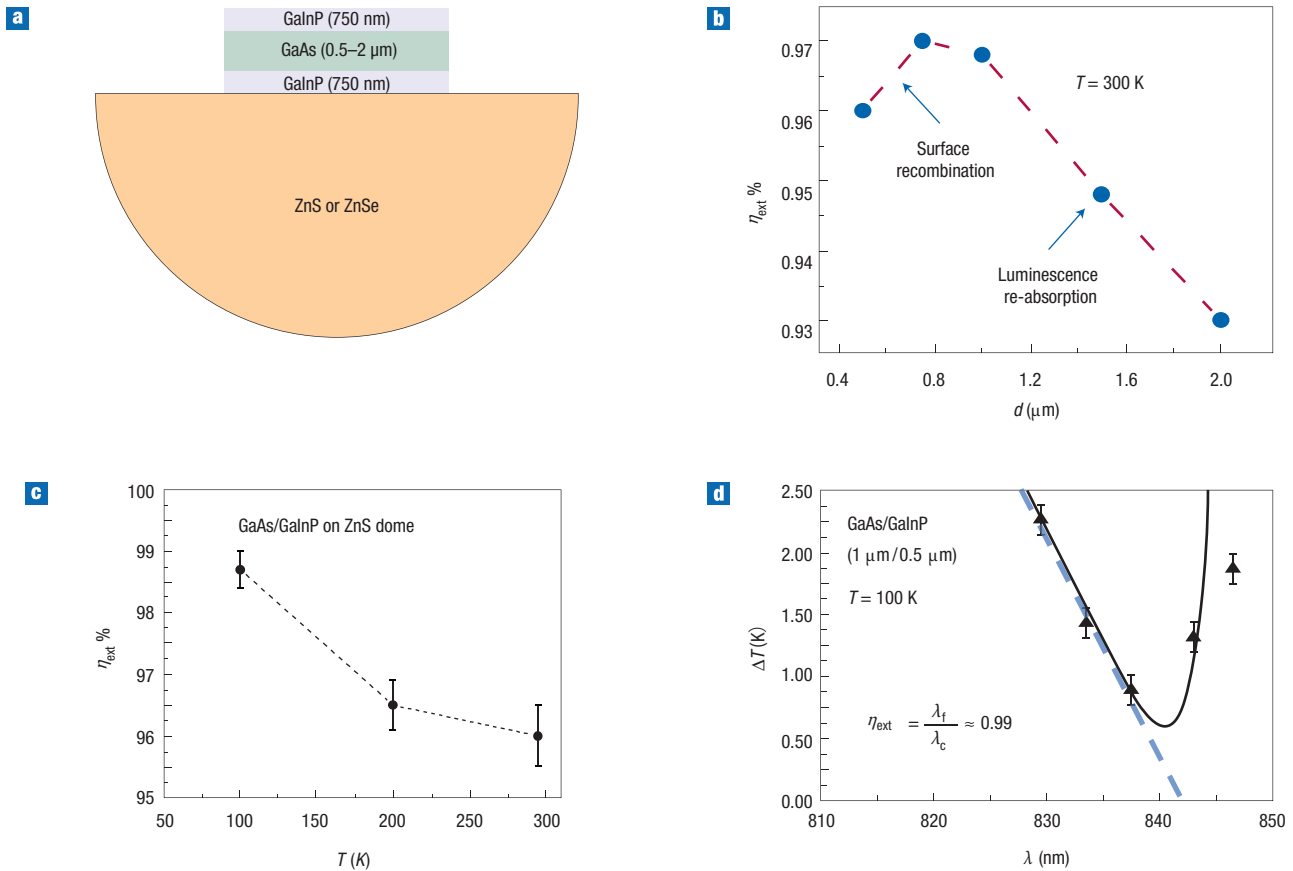 a
GaInP (750 nm)
GaAs (0.5–2 µm)
GaInP (750 nm)
ZnS or ZnSe
b
0.97
0.96
0.95
0.94
0.93
η_ext %
T = 300 K
Surface
recombination
Luminescence
re-absorption
0.4 0.8 1.2 1.6 2.0
d (µm)
c
100
99
98
97
96
95
η_ext %
GaAs/GaInP on ZnS dome
50 100 150 200 250 300
T (K)
d
2.50
2.00
1.50
1.00
0.50
0.00
ΔT (K)
GaAs/GaInP
(1 µm/0.5 µm)
T = 100 K
η_ext = λ_f / λ_c ≈ 0.99
810 820 830 840 850
λ (nm)